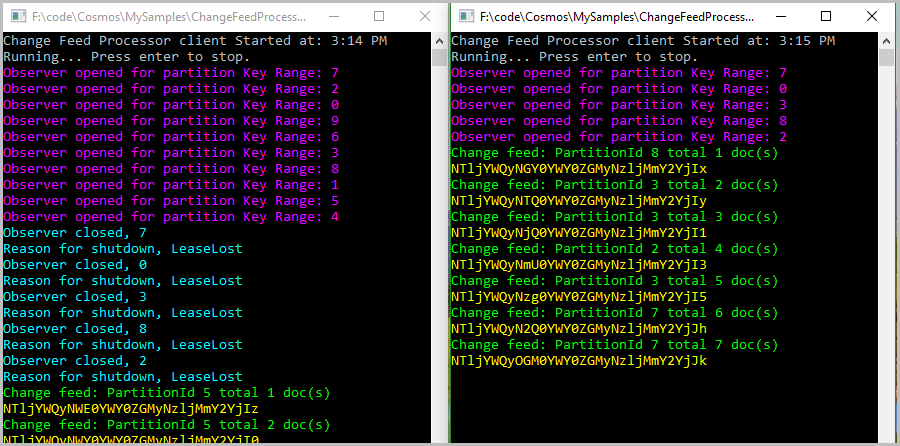 F:\code\Cosmos\MySamples\ChangeFeedProcess...
Change Feed Processor client Started at: 3:14 PM
Running... Press enter to stop.
Observer opened for partition Key Range: 7
Observer opened for partition Key Range: 2
Observer opened for partition Key Range: 0
Observer opened for partition Key Range: 9
Observer opened for partition Key Range: 6
Observer opened for partition Key Range: 3
Observer opened for partition Key Range: 8
Observer opened for partition Key Range: 1
Observer opened for partition Key Range: 5
Observer opened for partition Key Range: 4
Observer closed, 7
Reason for shutdown, LeaseLost
Observer closed, 0
Reason for shutdown, LeaseLost
Observer closed, 3
Reason for shutdown, LeaseLost
Observer closed, 8
Reason for shutdown, LeaseLost
Observer closed, 2
Reason for shutdown, LeaseLost
Change feed: PartitionId 5 total 1 doc(s)
NTljYWQyNWE0YWY0ZGMyNzljMmY2YjIz
Change feed: PartitionId 5 total 2 doc(s)
NTljYWQyNWY0YWY0ZGMyNzljMmY2YjI0
F:\code\Cosmos\MySamples\ChangeFeedProcess...
Change Feed Processor client Started at: 3:15 PM
Running... Press enter to stop.
Observer opened for partition Key Range: 7
Observer opened for partition Key Range: 0
Observer opened for partition Key Range: 3
Observer opened for partition Key Range: 8
Observer opened for partition Key Range: 2
Change feed: PartitionId 8 total 1 doc(s)
NTljYWQyNGY0YWY0ZGMyNzljMmY2YjIx
Change feed: PartitionId 3 total 2 doc(s)
NTljYWQyNTQ0YWY0ZGMyNzljMmY2YjIy
Change feed: PartitionId 3 total 3 doc(s)
NTljYWQyNjQ0YWY0ZGMyNzljMmY2YjI1
Change feed: PartitionId 2 total 4 doc(s)
NTljYWQyNmU0YWY0ZGMyNzljMmY2YjI3
Change feed: PartitionId 3 total 5 doc(s)
NTljYWQyNzg0YWY0ZGMyNzljMmY2YjI5
Change feed: PartitionId 7 total 6 doc(s)
NTljYWQyN2Q0YWY0ZGMyNzljMmY2YjJh
Change feed: PartitionId 7 total 7 doc(s)
NTljYWQyOGM0YWY0ZGMyNzljMmY2YjJk